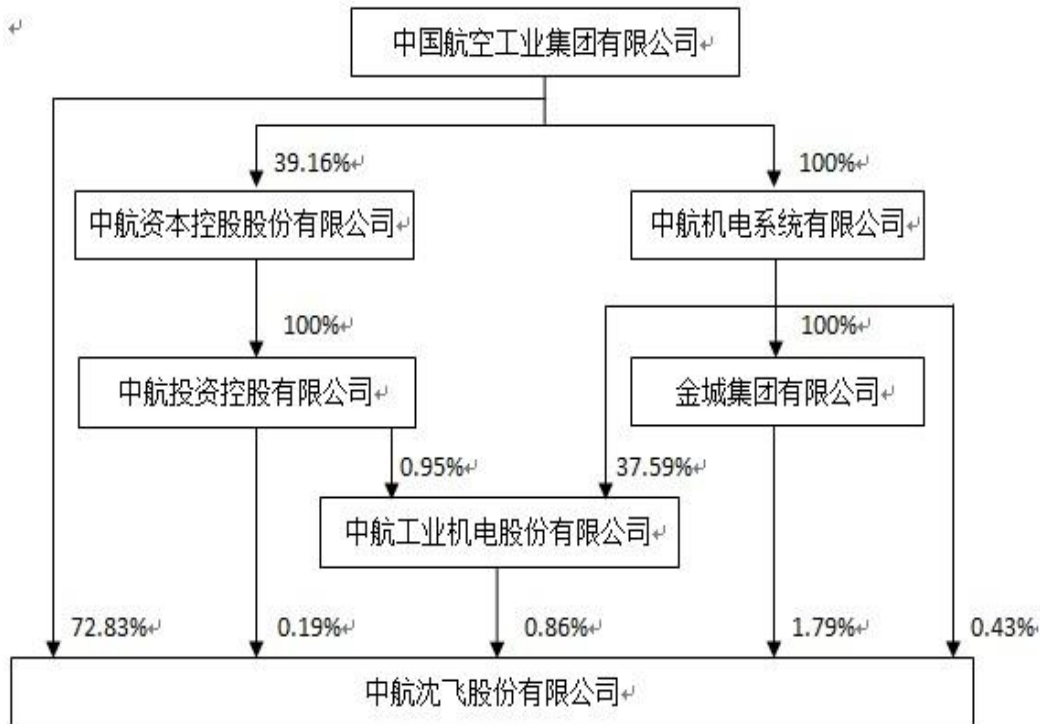 中国航空工业集团有限公司
39.16%
100%
中航资本控股股份有限公司
中航机电系统有限公司
100%
100%
中航投资控股有限公司
金城集团有限公司
0.95%
37.59%
中航工业机电股份有限公司
72.83%
0.19%
0.86%
1.79%
0.43%
中航沈飞股份有限公司